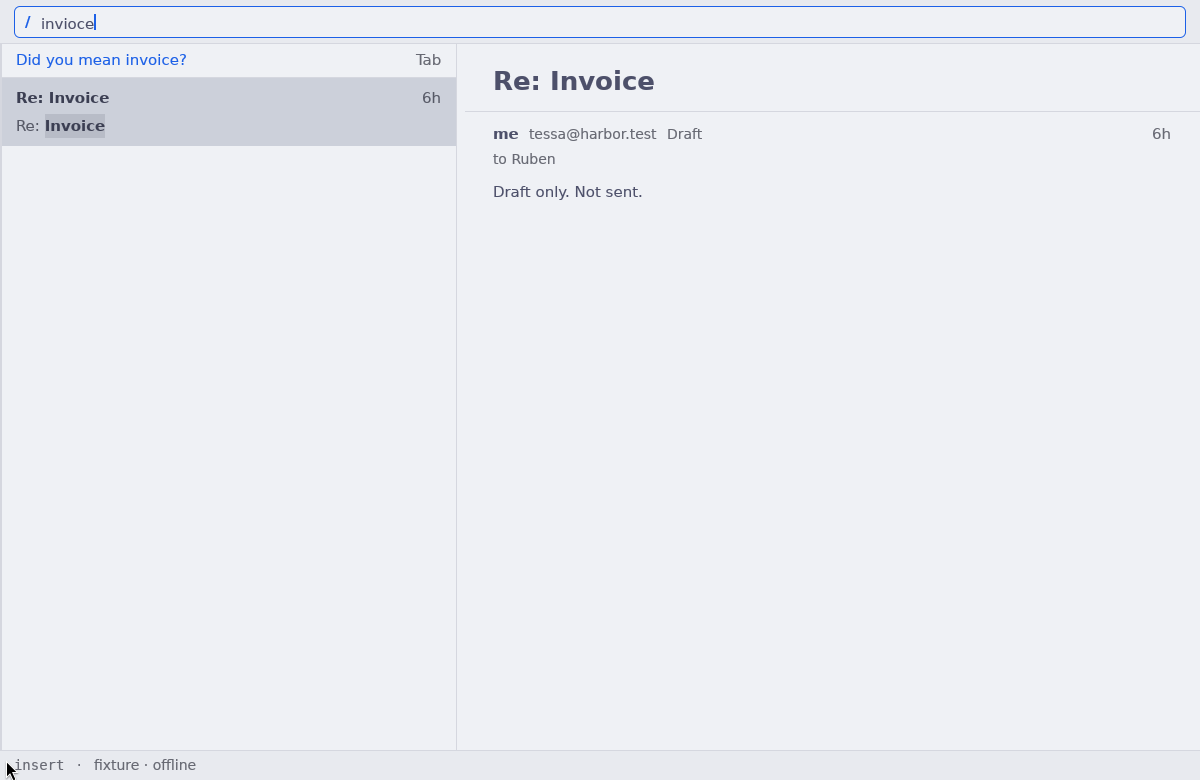 / invioce
Did you mean invoice? Tab
Re: Invoice 6h
Re: Invoice
Re: Invoice
me tessa@harbor.test Draft 6h
to Ruben
Draft only. Not sent.
insert · fixture · offline